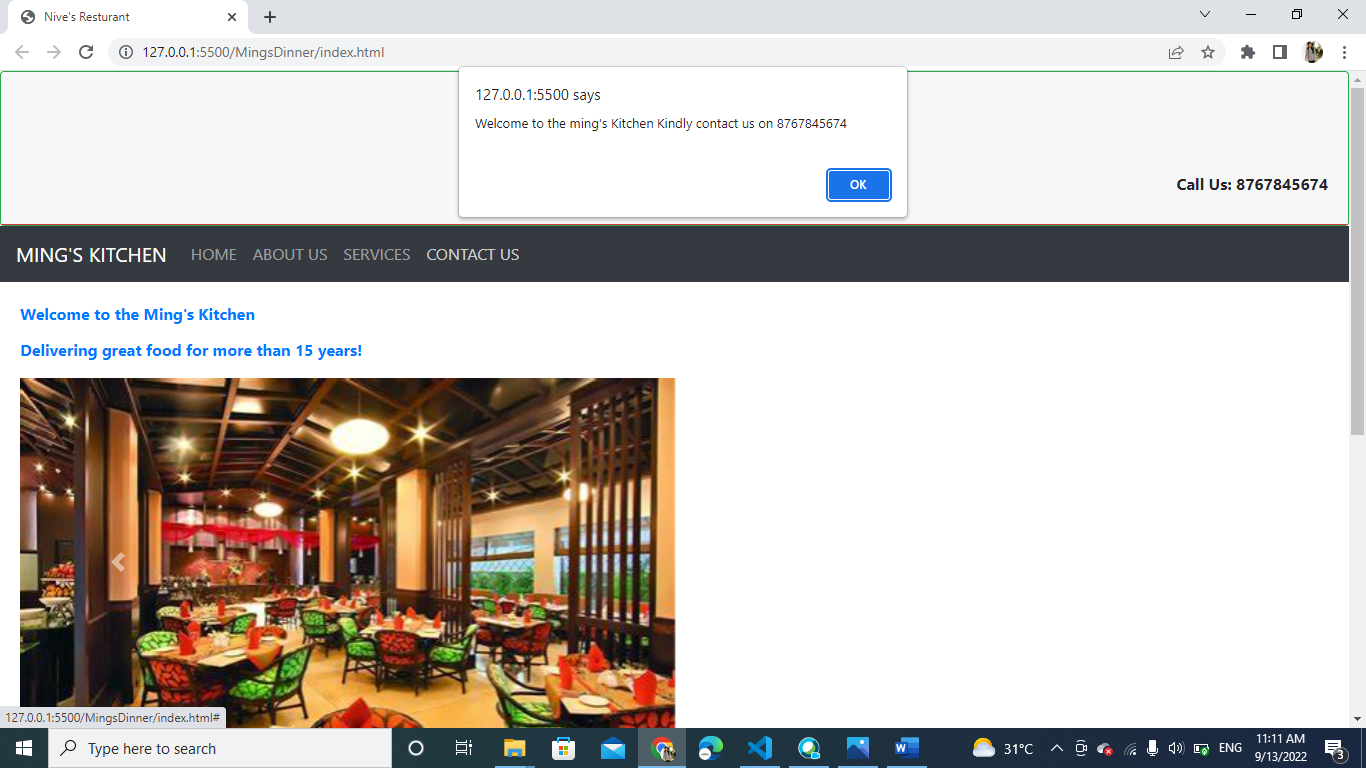 Nive's Resturant
127.0.0.1:5500/MingsDinner/index.html
127.0.0.1:5500 says
Welcome to the ming's Kitchen Kindly contact us on 8767845674
OK
Call Us: 8767845674
MING'S KITCHEN HOME ABOUT US SERVICES CONTACT US
Welcome to the Ming's Kitchen
Delivering great food for more than 15 years!
127.0.0.1:5500/MingsDinner/index.html#
Type here to search
31°C
ENG
11:11 AM
9/13/2022
3